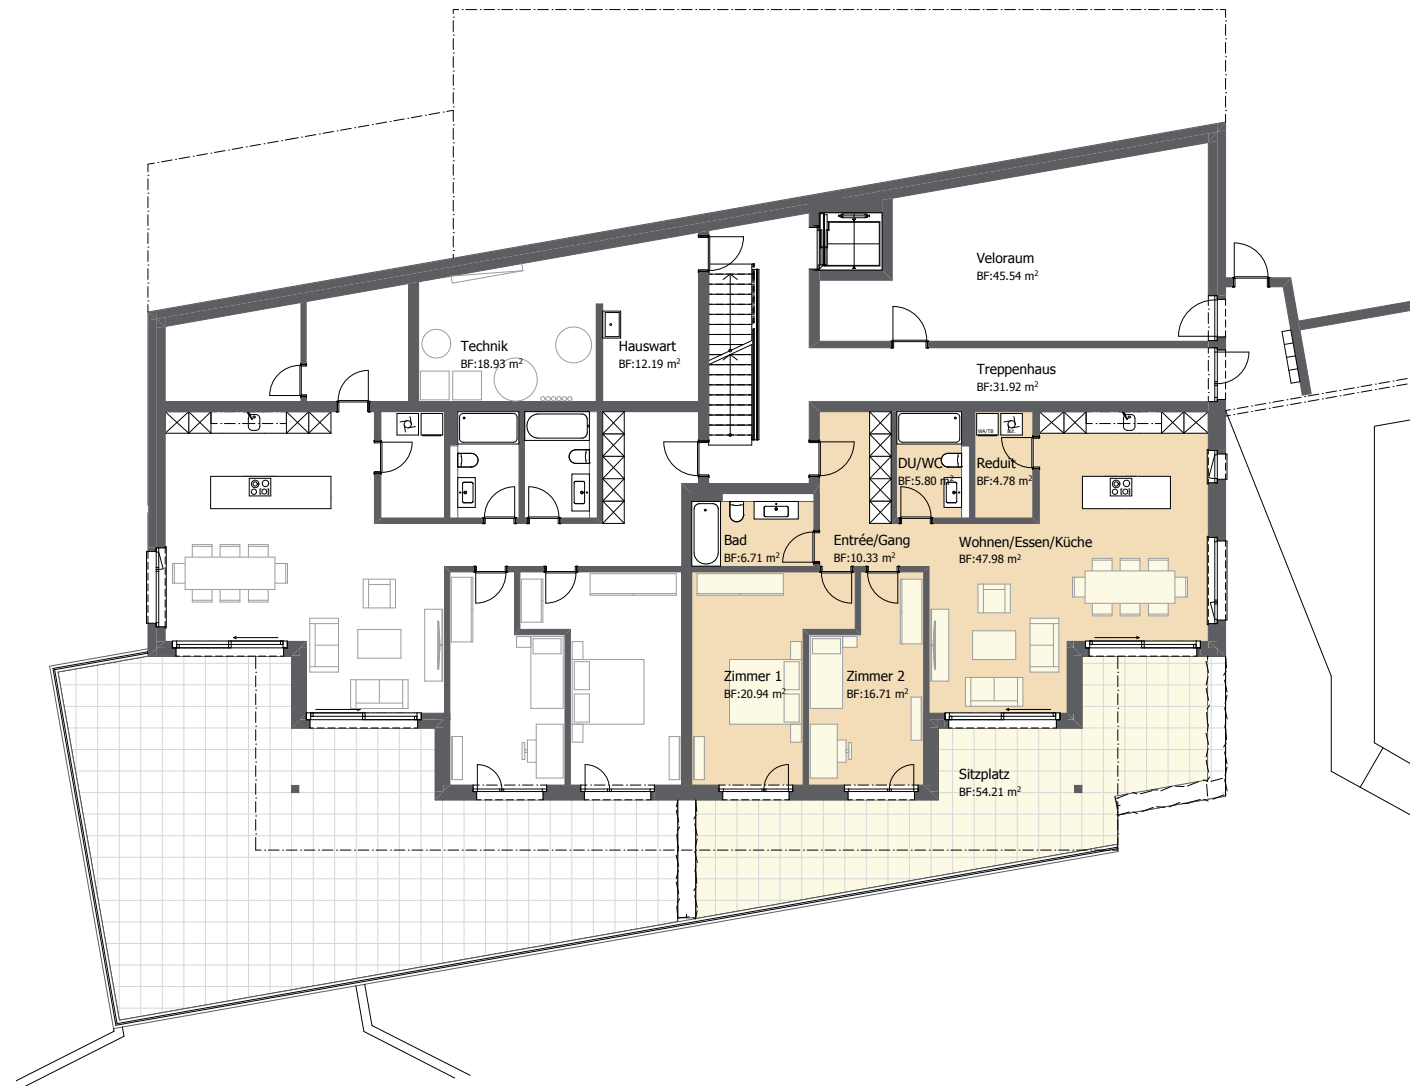 Veloraum
BF:45.54 m²
Technik
BF:18.93 m²
Hauswart
BF:12.19 m²
Treppenhaus
BF:31.92 m²
DU/WC
BF:5.80 m²
WA/TB
Reduit
BF:4.78 m²
Bad
BF:6.71 m²
Entrée/Gang
BF:10.33 m²
Wohnen/Essen/Küche
BF:47.98 m²
Zimmer 1
BF:20.94 m²
Zimmer 2
BF:16.71 m²
Sitzplatz
BF:54.21 m²